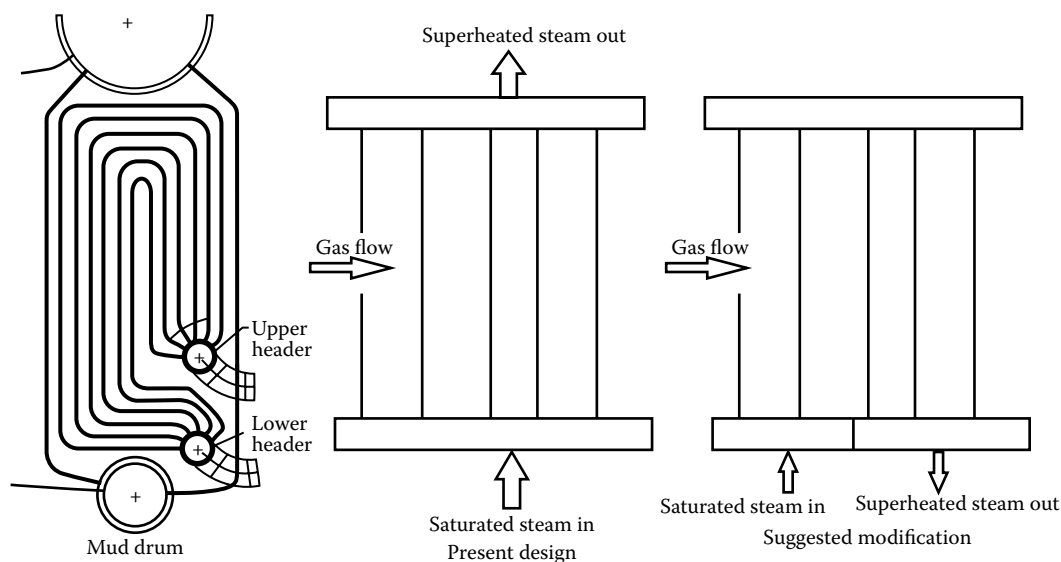 Upper
header
Lower
header
Mud drum
Superheated steam out
Gas flow
Saturated steam in
Present design
Gas flow
Saturated steam in
Superheated steam out
Suggested modification